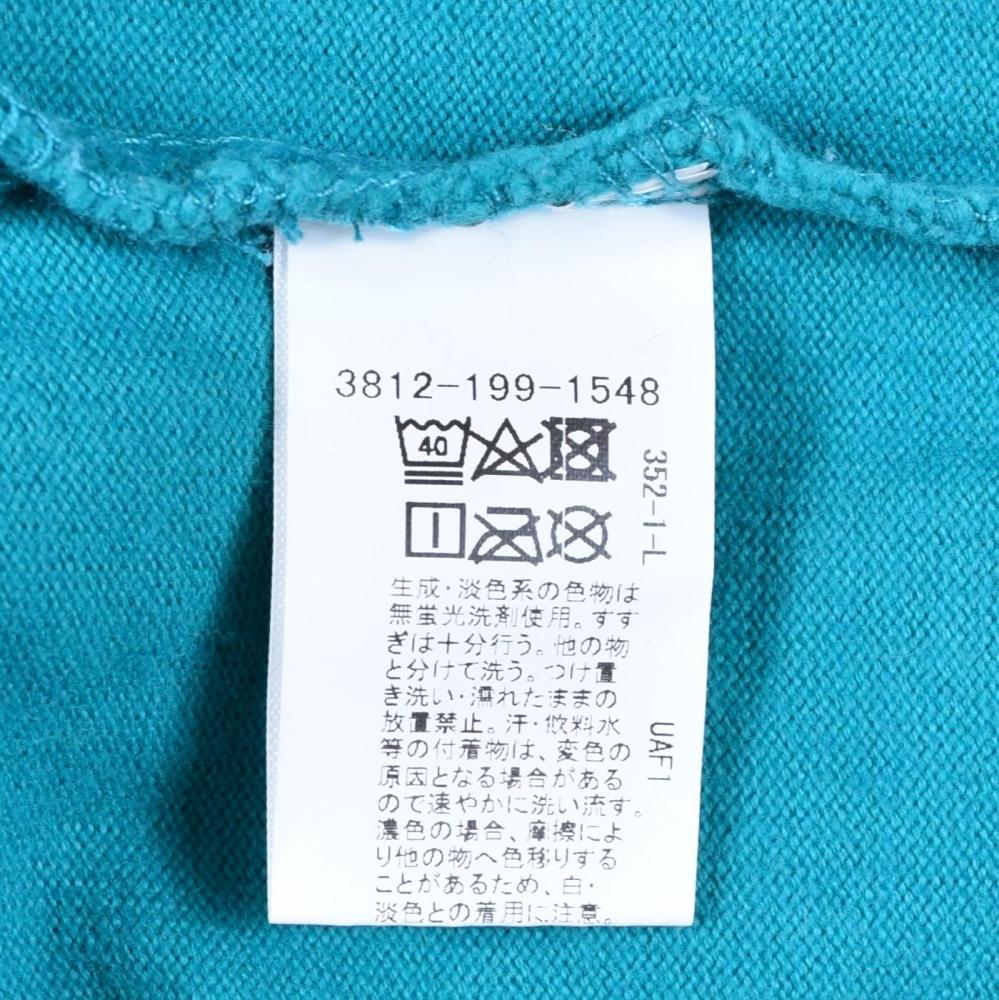 3812-199-1548
40
生成・淡色系の色物は
無蛍光洗剤使用。すす
ぎは十分行う。他の物
と分けて洗う。つけ置
き洗い・濡れたままの
放置禁止。汗・飲料水
等の付着物は、変色の
原因となる場合がある
ので速やかに洗い流す。
濃色の場合、摩擦によ
り他の物へ色移りする
ことがあるため、白・
淡色との着用に注意。
352-1-L
UAF1